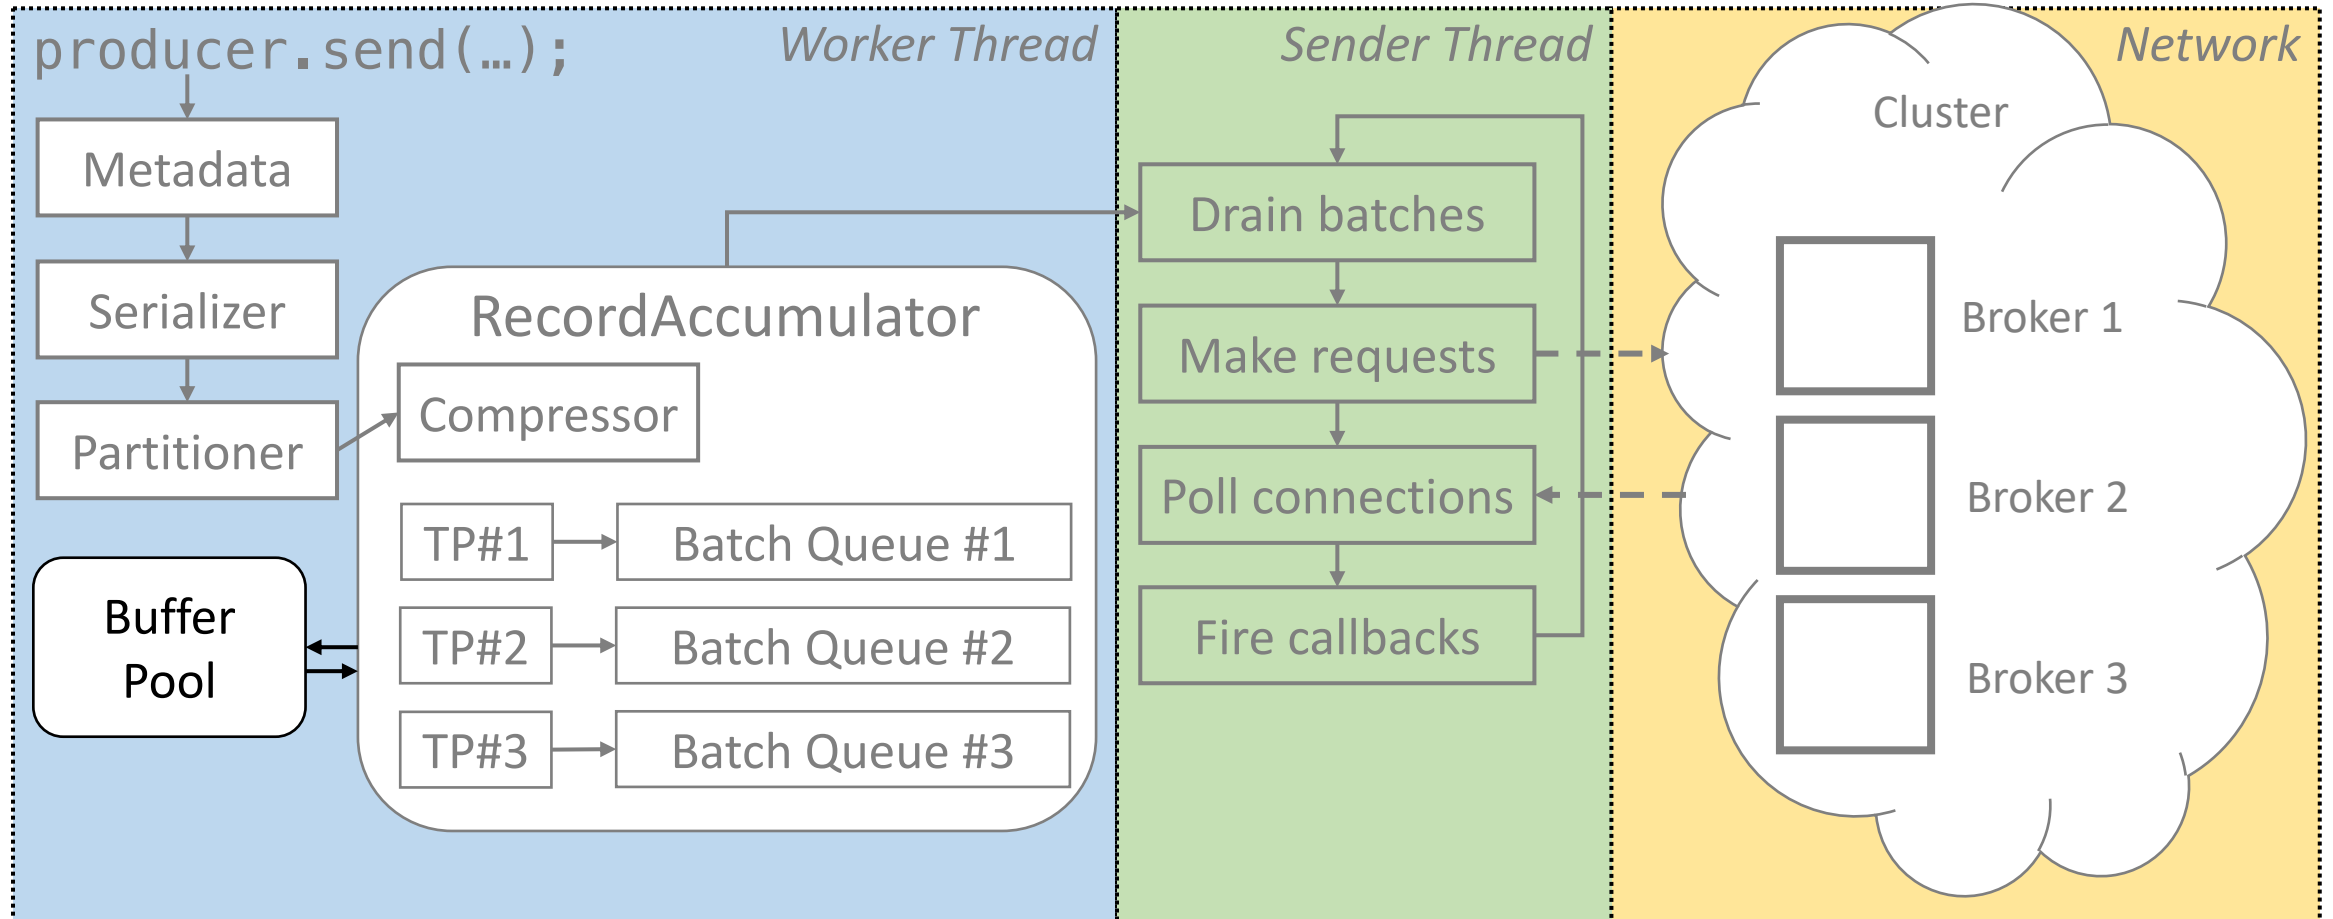 producer.send(…);
Worker Thread
Metadata
Serializer
Partitioner
Buffer
Pool
RecordAccumulator
Compressor
TP#1
Batch Queue #1
TP#2
Batch Queue #2
TP#3
Batch Queue #3
Sender Thread
Drain batches
Make requests
Poll connections
Fire callbacks
Network
Cluster
Broker 1
Broker 2
Broker 3